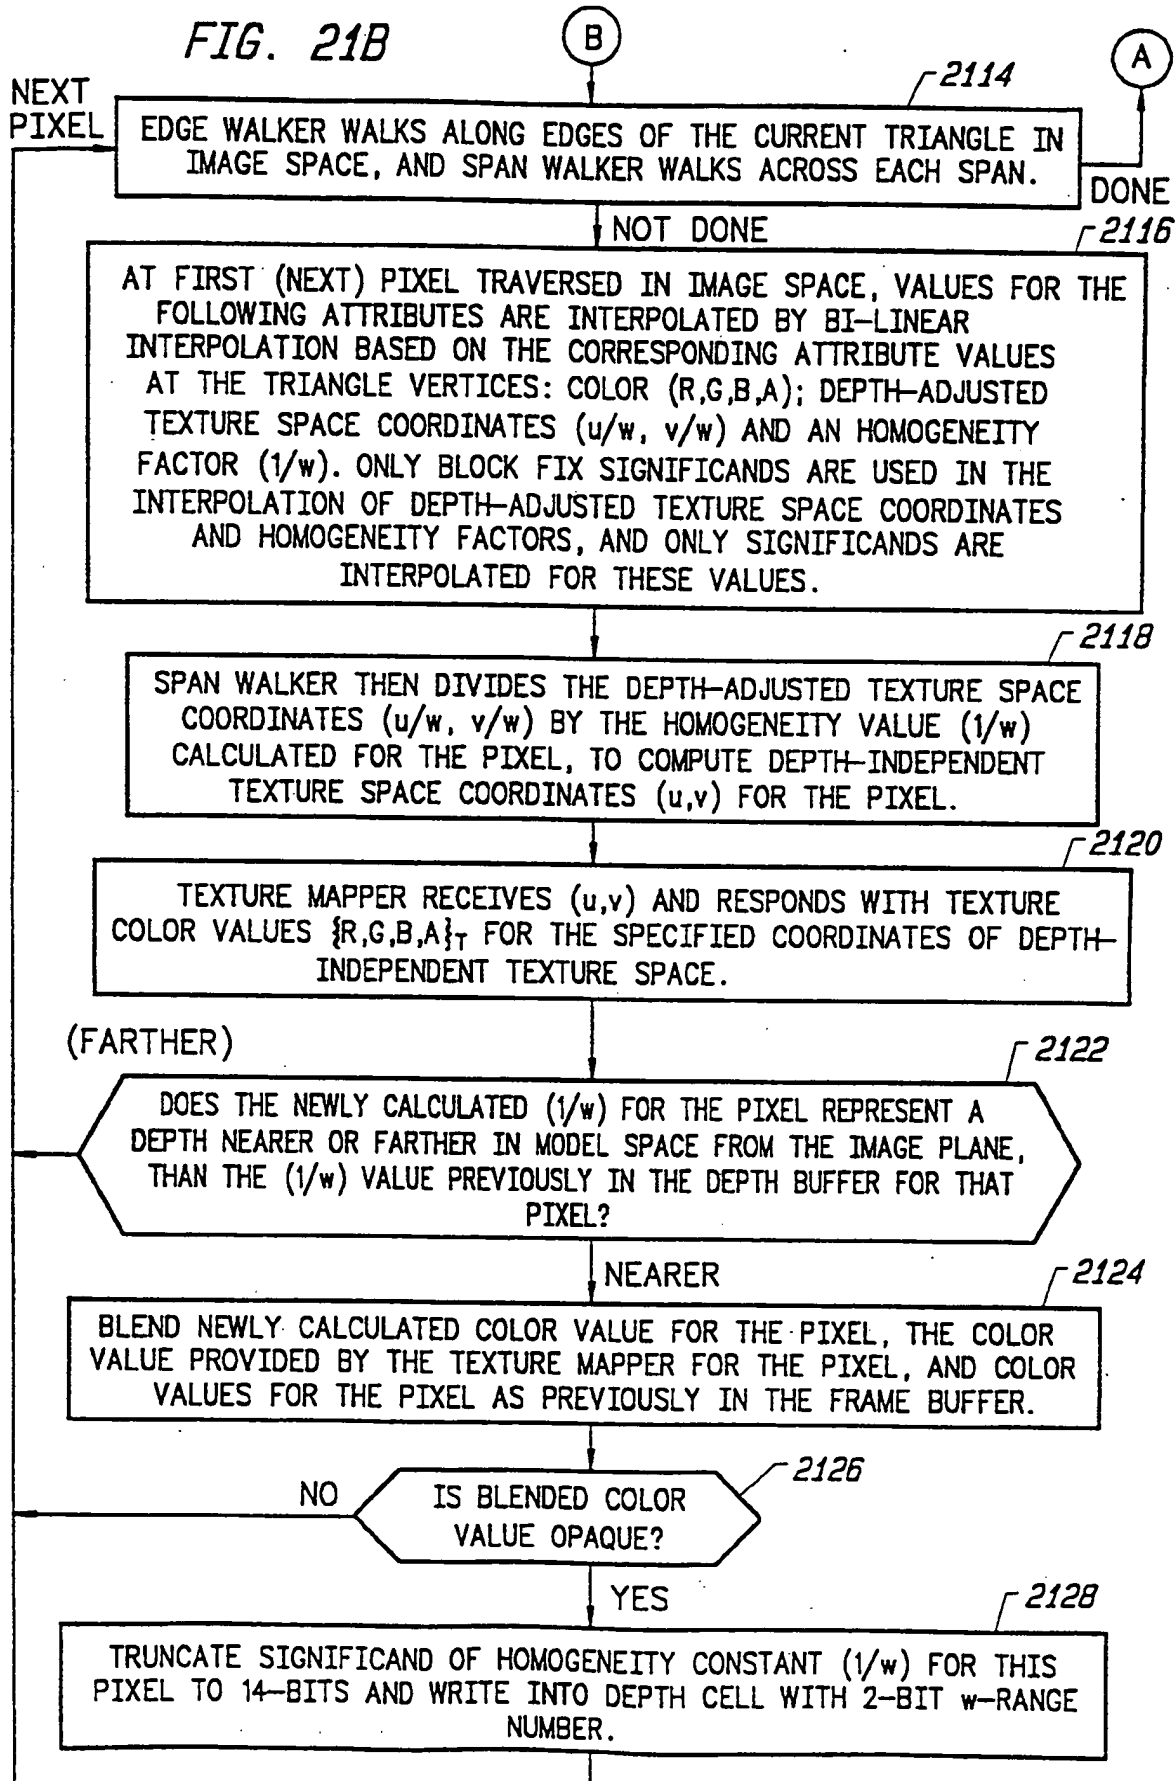 FIG. 21B
B
A
NEXT
PIXEL
2114
EDGE WALKER WALKS ALONG EDGES OF THE CURRENT TRIANGLE IN
IMAGE SPACE, AND SPAN WALKER WALKS ACROSS EACH SPAN.
DONE
NOT DONE
2116
AT FIRST (NEXT) PIXEL TRAVERSED IN IMAGE SPACE, VALUES FOR THE
FOLLOWING ATTRIBUTES ARE INTERPOLATED BY BI-LINEAR
INTERPOLATION BASED ON THE CORRESPONDING ATTRIBUTE VALUES
AT THE TRIANGLE VERTICES: COLOR (R,G,B,A); DEPTH-ADJUSTED
TEXTURE SPACE COORDINATES (u/w, v/w) AND AN HOMOGENEITY
FACTOR (1/w). ONLY BLOCK FIX SIGNIFICANDS ARE USED IN THE
INTERPOLATION OF DEPTH-ADJUSTED TEXTURE SPACE COORDINATES
AND HOMOGENEITY FACTORS, AND ONLY SIGNIFICANDS ARE
INTERPOLATED FOR THESE VALUES.
2118
SPAN WALKER THEN DIVIDES THE DEPTH-ADJUSTED TEXTURE SPACE
COORDINATES (u/w, v/w) BY THE HOMOGENEITY VALUE (1/w)
CALCULATED FOR THE PIXEL, TO COMPUTE DEPTH-INDEPENDENT
TEXTURE SPACE COORDINATES (u,v) FOR THE PIXEL.
2120
TEXTURE MAPPER RECEIVES (u,v) AND RESPONDS WITH TEXTURE
COLOR VALUES {R,G,B,A}T FOR THE SPECIFIED COORDINATES OF DEPTH-
INDEPENDENT TEXTURE SPACE.
(FARTHER)
2122
DOES THE NEWLY CALCULATED (1/w) FOR THE PIXEL REPRESENT A
DEPTH NEARER OR FARTHER IN MODEL SPACE FROM THE IMAGE PLANE,
THAN THE (1/w) VALUE PREVIOUSLY IN THE DEPTH BUFFER FOR THAT
PIXEL?
NEARER
2124
BLEND NEWLY CALCULATED COLOR VALUE FOR THE PIXEL, THE COLOR
VALUE PROVIDED BY THE TEXTURE MAPPER FOR THE PIXEL, AND COLOR
VALUES FOR THE PIXEL AS PREVIOUSLY IN THE FRAME BUFFER.
2126
NO
IS BLENDED COLOR
VALUE OPAQUE?
YES
2128
TRUNCATE SIGNIFICAND OF HOMOGENEITY CONSTANT (1/w) FOR THIS
PIXEL TO 14-BITS AND WRITE INTO DEPTH CELL WITH 2-BIT w-RANGE
NUMBER.